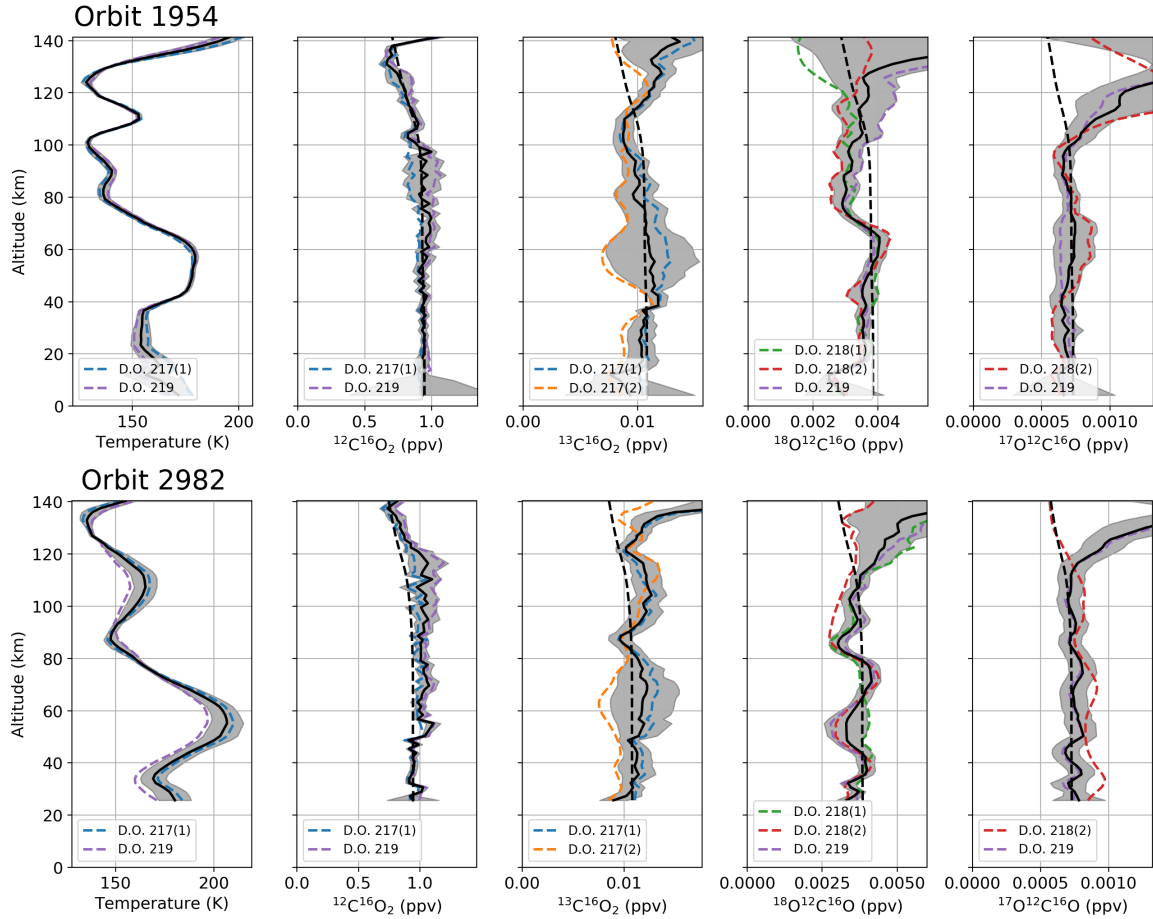 Orbit 1954
140
120
100
80
60
40
20
0
Altitude (km)
D.O. 217(1)
D.O. 219
150 200
Temperature (K)
D.O. 217(1)
D.O. 219
0.0 0.5 1.0
¹²C¹⁶O₂ (ppv)
D.O. 217(1)
D.O. 217(2)
0.00 0.01
¹³C¹⁶O₂ (ppv)
D.O. 218(1)
D.O. 218(2)
D.O. 219
0.000 0.002 0.004
¹⁸O¹²C¹⁶O (ppv)
D.O. 218(2)
D.O. 219
0.0000 0.0005 0.0010
¹⁷O¹²C¹⁶O (ppv)
Orbit 2982
140
120
100
80
60
40
20
0
Altitude (km)
D.O. 217(1)
D.O. 219
150 200
Temperature (K)
D.O. 217(1)
D.O. 219
0.0 0.5 1.0
¹²C¹⁶O₂ (ppv)
D.O. 217(1)
D.O. 217(2)
0.00 0.01
¹³C¹⁶O₂ (ppv)
D.O. 218(1)
D.O. 218(2)
D.O. 219
0.0000 0.0025 0.0050
¹⁸O¹²C¹⁶O (ppv)
D.O. 218(2)
D.O. 219
0.0000 0.0005 0.0010
¹⁷O¹²C¹⁶O (ppv)